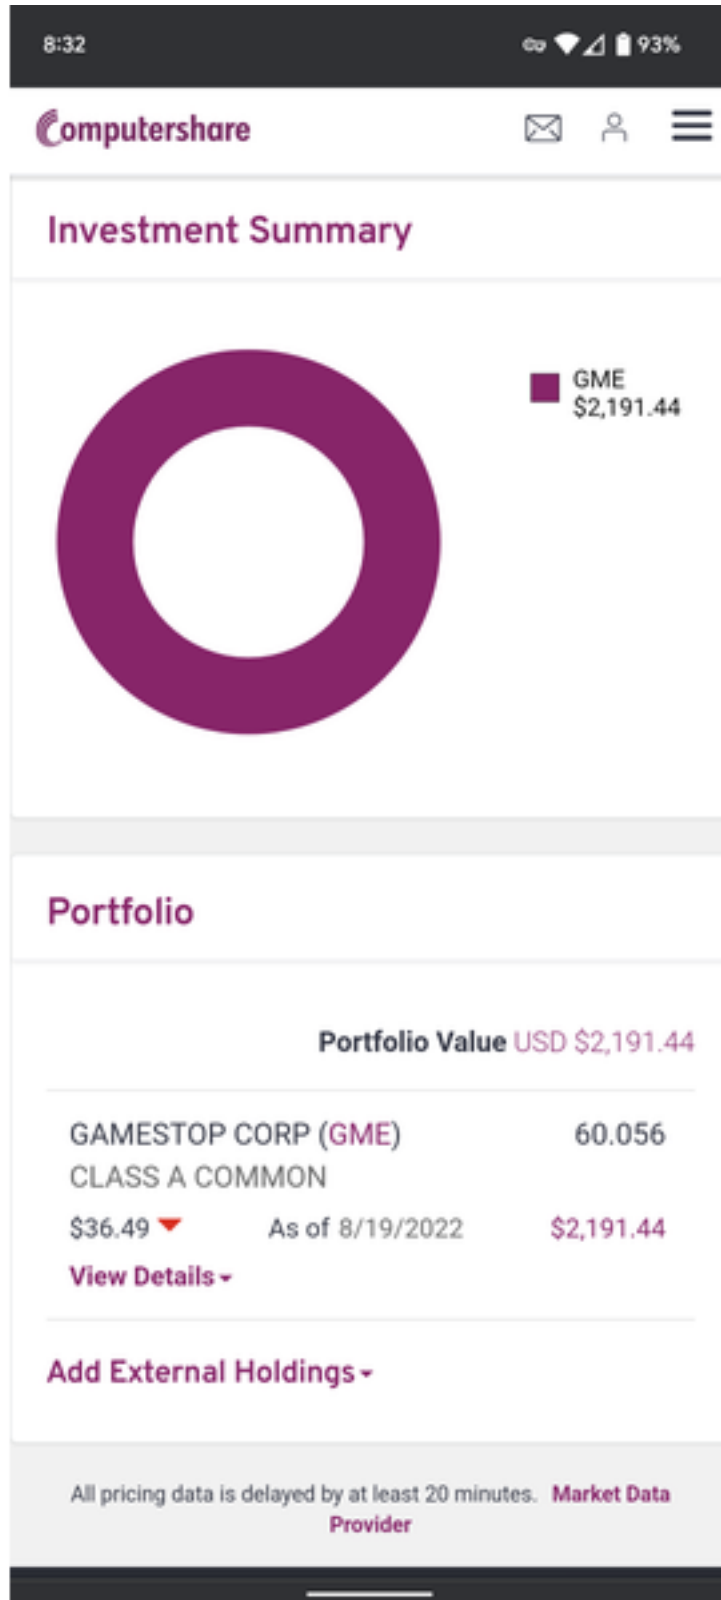 8:32 93%
Computershare
Investment Summary
GME
$2,191.44
Portfolio
Portfolio Value USD $2,191.44
GAMESTOP CORP (GME) 60.056
CLASS A COMMON
$36.49 As of 8/19/2022 $2,191.44
View Details
Add External Holdings
All pricing data is delayed by at least 20 minutes. Market Data
Provider